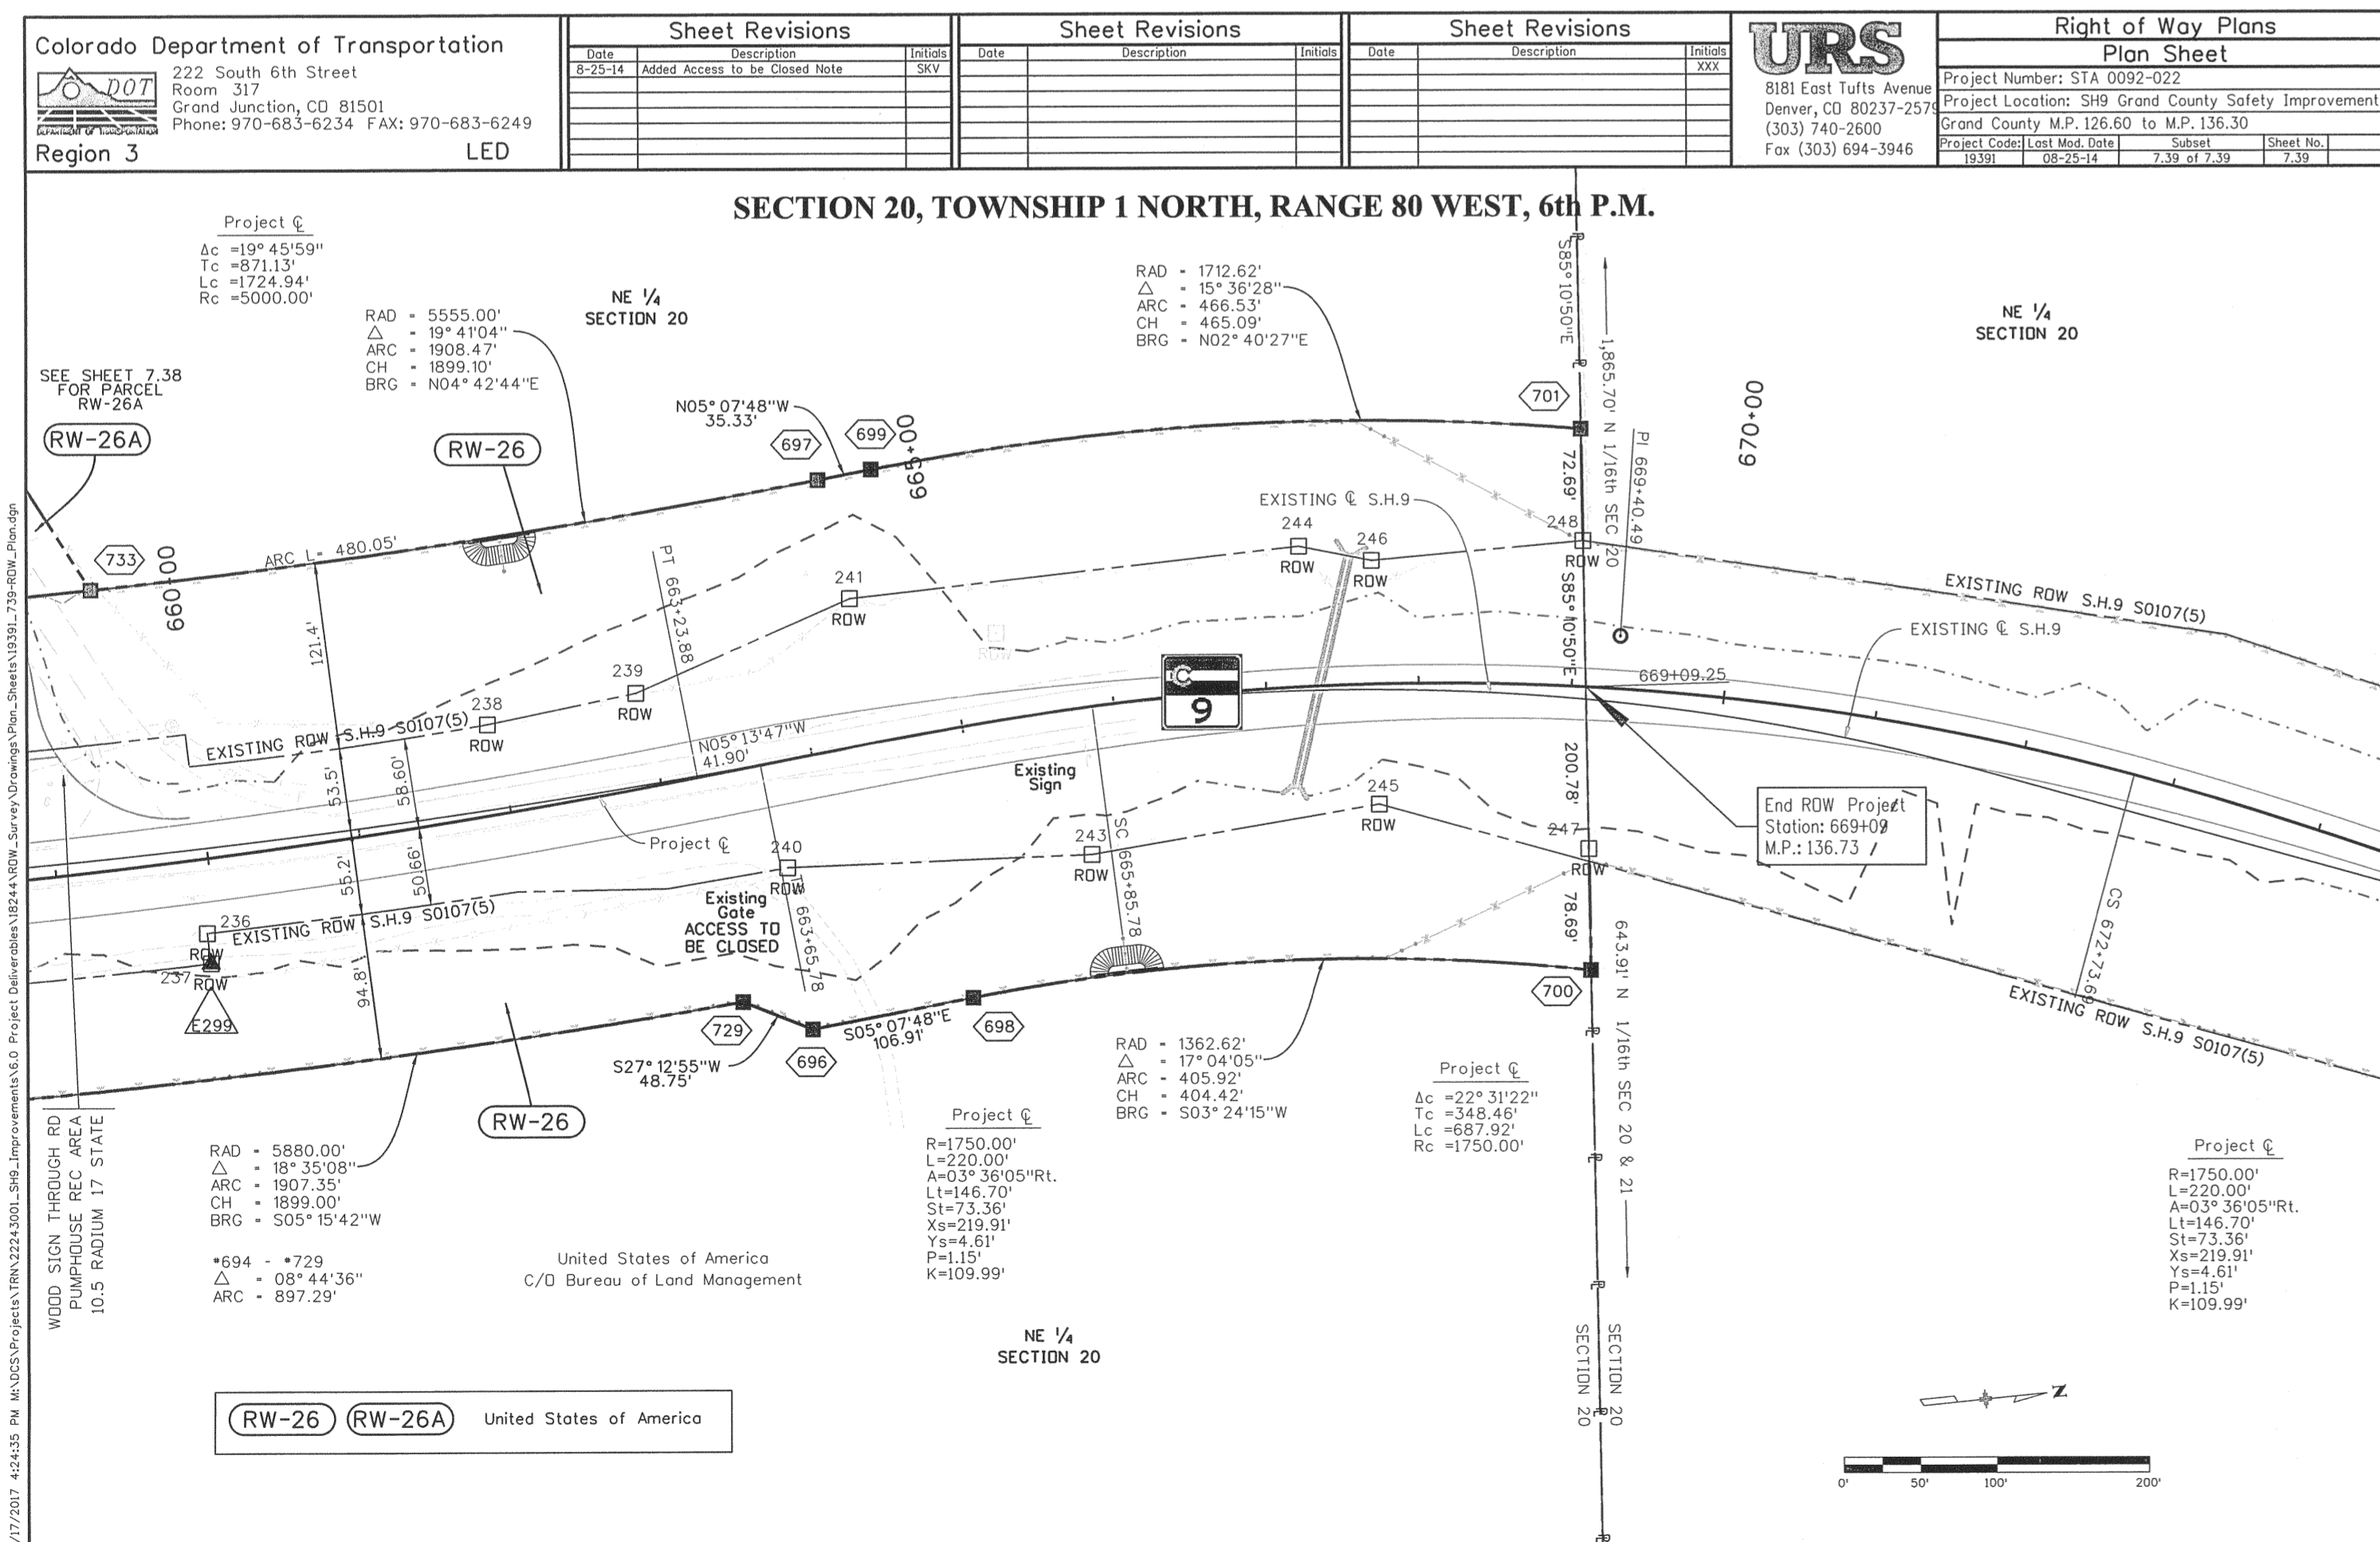 Colorado Department of Transportation
DOT
DEPARTMENT OF TRANSPORTATION
222 South 6th Street
Room 317
Grand Junction, CO 81501
Phone: 970-683-6234 FAX: 970-683-6249
Region 3 LED
Sheet Revisions
Date Description Initials
8-25-14 Added Access to be Closed Note SKV
Sheet Revisions
Date Description Initials
Sheet Revisions
Date Description Initials
XXX
URS
8181 East Tufts Avenue
Denver, CO 80237-2579
(303) 740-2600
Fax (303) 694-3946
Right of Way Plans
Plan Sheet
Project Number: STA 0092-022
Project Location: SH9 Grand County Safety Improvement
Grand County M.P. 126.60 to M.P. 136.30
Project Code: Last Mod. Date Subset Sheet No.
19391 08-25-14 7.39 of 7.39 7.39
SECTION 20, TOWNSHIP 1 NORTH, RANGE 80 WEST, 6th P.M.
Project ℄
Δc =19° 45'59"
Tc =871.13'
Lc =1724.94'
Rc =5000.00'
RAD = 5555.00'
△ = 19° 41'04"
ARC = 1908.47'
CH = 1899.10'
BRG = N04° 42'44"E
NE 1/4
SECTION 20
RAD = 1712.62'
△ = 15° 36'28"
ARC = 466.53'
CH = 465.09'
BRG = N02° 40'27"E
NE 1/4
SECTION 20
SEE SHEET 7.38
FOR PARCEL
RW-26A
RW-26A
RW-26
N05° 07'48"W
35.33'
697
699
701
665+00
670+00
660+00
733
ARC L= 480.05'
121.4'
PT 663+23.88
S85° 10'50"E
1,865.70' N 1/16th SEC 20
PI 669+40.49
72.69'
EXISTING ℄ S.H.9
244
ROW
246
ROW
248
ROW
241
ROW
239
ROW
238
ROW
ROW
EXISTING ROW S.H.9 S0107(5)
EXISTING ROW S.H.9 S0107(5)
EXISTING ℄ S.H.9
S85° 10'50"E
669+09.25
C
9
N05° 13'47"W
41.90'
53.5'
58.60'
55.2'
50.66'
94.8'
Project ℄
Existing
Sign
SC 665+85.78
200.78'
End ROW Project
Station: 669+09
M.P.: 136.73
245
ROW
243
ROW
240
ROW
247
ROW
663+65.78
Existing
Gate
ACCESS TO
BE CLOSED
236
ROW
EXISTING ROW S.H.9 S0107(5)
237
ROW
E299
78.69'
643.91' N 1/16th SEC 20 & 21
CS 672+73.69
EXISTING ROW S.H.9 S0107(5)
700
729
696
698
S05° 07'48"E
106.91'
S27° 12'55"W
48.75'
RW-26
RAD = 1362.62'
△ = 17° 04'05"
ARC = 405.92'
CH = 404.42'
BRG = S03° 24'15"W
Project ℄
Δc =22° 31'22"
Tc =348.46'
Lc =687.92'
Rc =1750.00'
WOOD SIGN THROUGH RD
PUMPHOUSE REC AREA
10.5 RADIUM 17 STATE
RAD = 5880.00'
△ = 18° 35'08"
ARC = 1907.35'
CH = 1899.00'
BRG = S05° 15'42"W
*694 - *729
△ = 08° 44'36"
ARC = 897.29'
Project ℄
R=1750.00'
L=220.00'
A=03° 36'05"Rt.
Lt=146.70'
St=73.36'
Xs=219.91'
Ys=4.61'
P=1.15'
K=109.99'
Project ℄
R=1750.00'
L=220.00'
A=03° 36'05"Rt.
Lt=146.70'
St=73.36'
Xs=219.91'
Ys=4.61'
P=1.15'
K=109.99'
United States of America
C/O Bureau of Land Management
NE 1/4
SECTION 20
SECTION 20
SECTION 20
RW-26 RW-26A United States of America
N
0' 50' 100' 200'
/17/2017 4:24:35 PM M:\DCS\Projects\TRN\22243001_SH9_Improvements\6.0 Project Deliverables\18244\ROW_Survey\Drawings\Plan_Sheets\19391_739-ROW_Plan.dgn